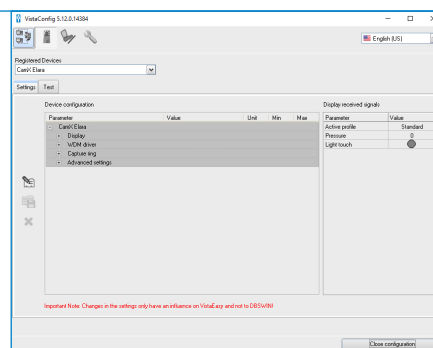 VistaConfig 5.12.0.14384
English (US)
Registered Devices
CamX Elara
Settings Test
Device configuration
Display received signals
Parameter Value Unit Min Max
Parameter Value
CamX Elara
Active profile Standard
Display
Pressure 0
WDM driver
Light touch
Capture ring
Advanced settings
Important Note: Changes in the settings only have an influence on VistaEasy and not to DBSWIN!
Close configuration